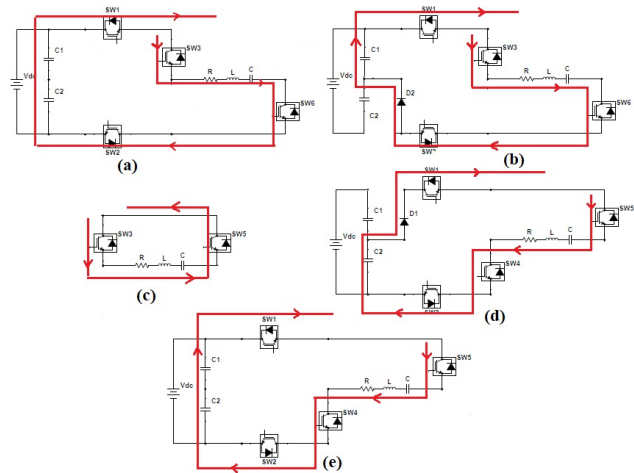 SW1
C1
SW3
Vdc
R L C
C2
SW6
SW2
(a)
SW1
C1
SW3
Vdc
R L C
D2
C2
SW6
(b)
SW3
SW5
R L C
(c)
SW1
C1
D1
SW5
Vdc
R L C
C2
SW4
(d)
SW1
C1
SW5
Vdc
R L C
C2
SW4
SW2
(e)